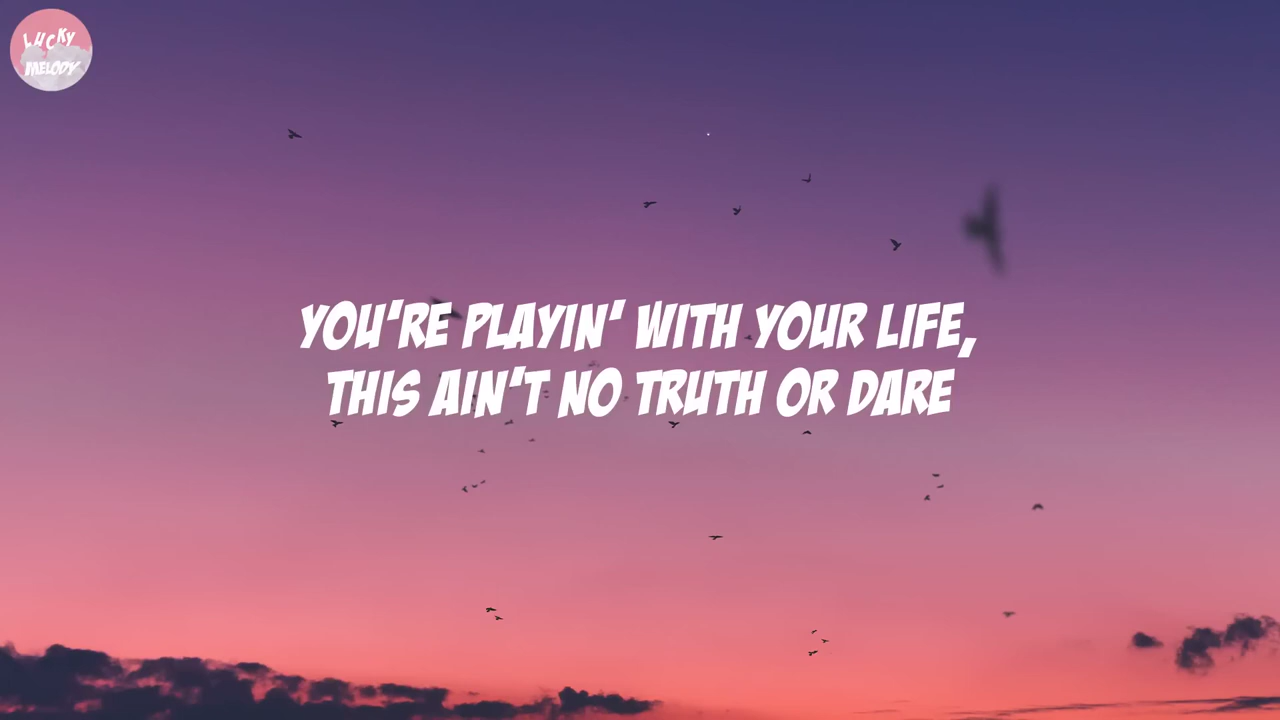 LUCKY
MELODY
YOU'RE PLAYIN' WITH YOUR LIFE,
THIS AIN'T NO TRUTH OR DARE